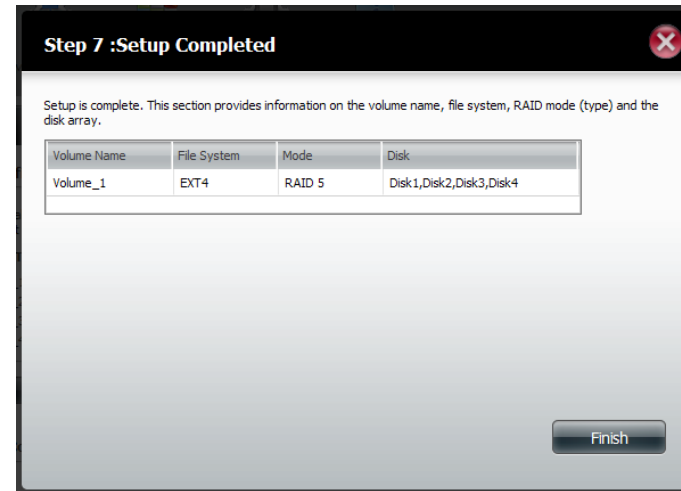 Step 7 :Setup Completed
Setup is complete. This section provides information on the volume name, file system, RAID mode (type) and the
disk array.
Volume Name File System Mode Disk
Volume_1 EXT4 RAID 5 Disk1,Disk2,Disk3,Disk4
Finish